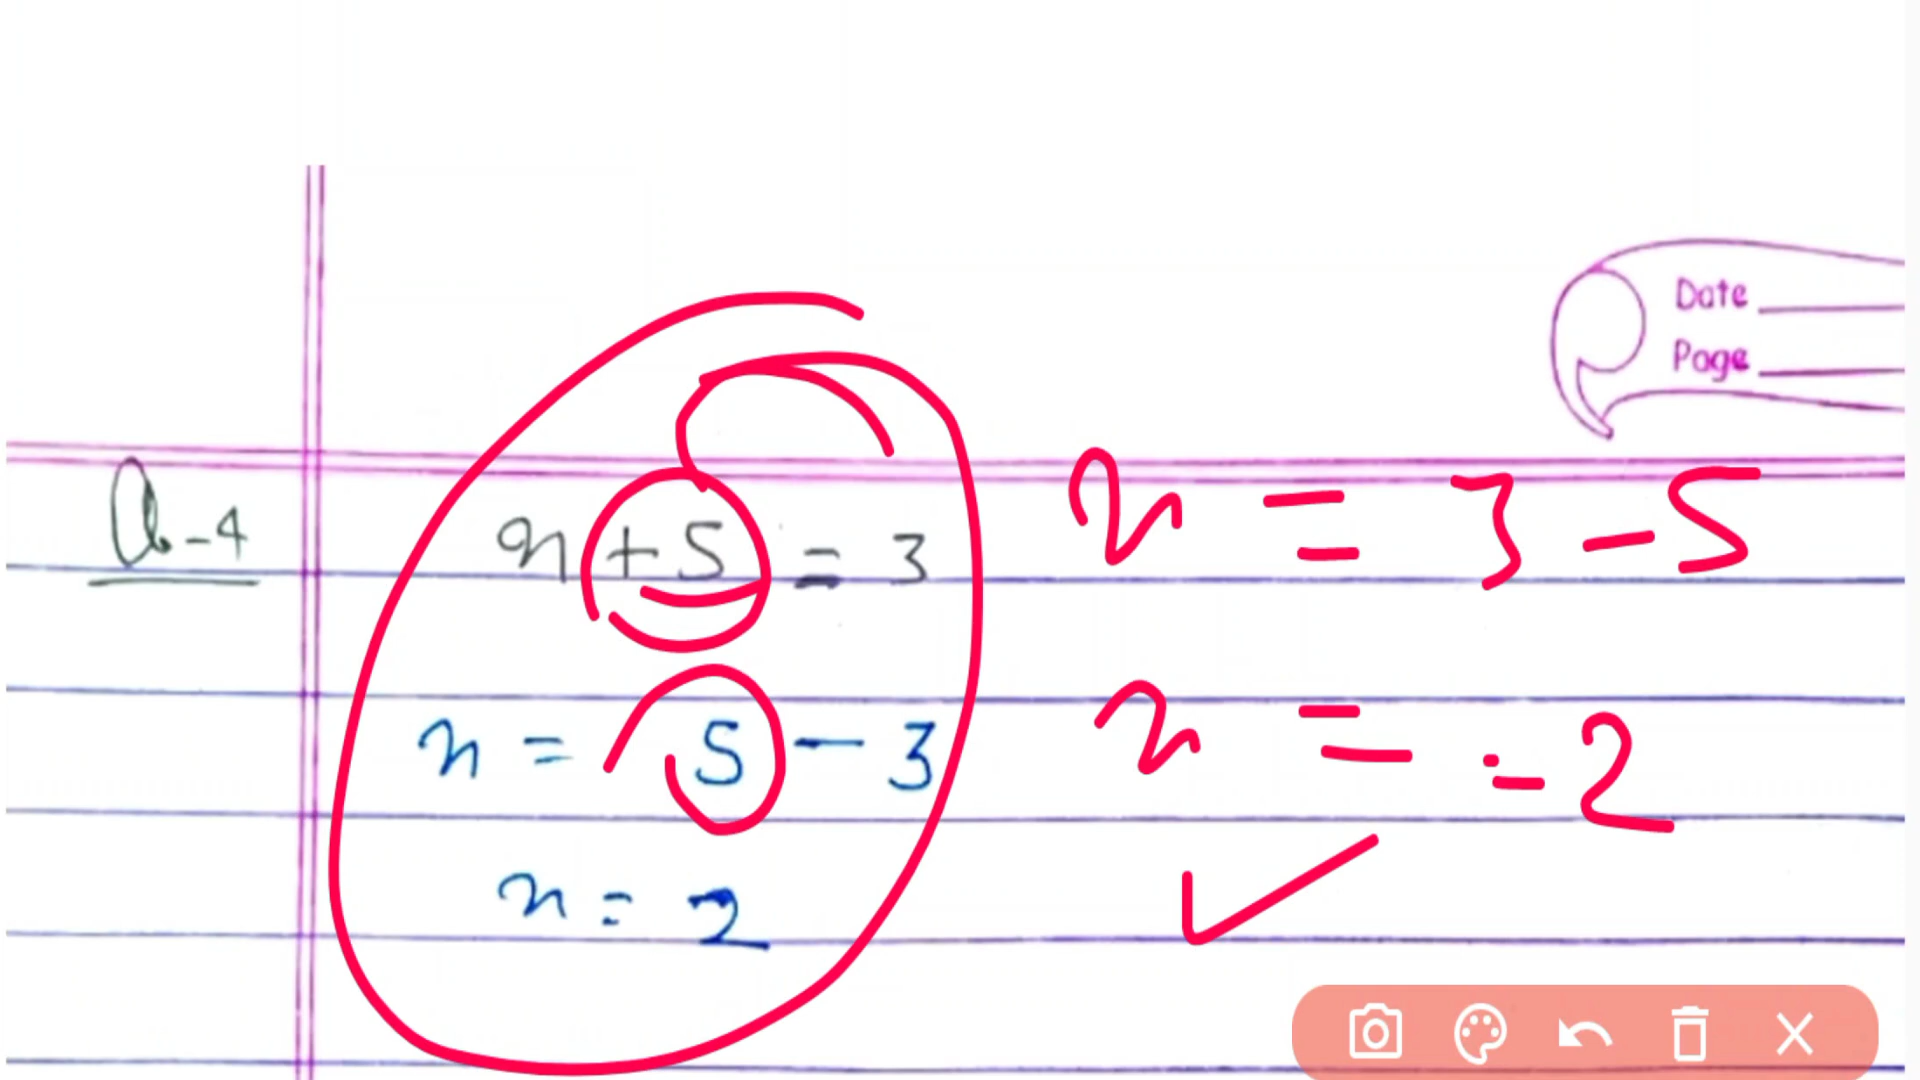 Date
Page
Q-4
x + 5 = 3
x = 5 - 3
x = 2
x = 3 - 5
x = -2